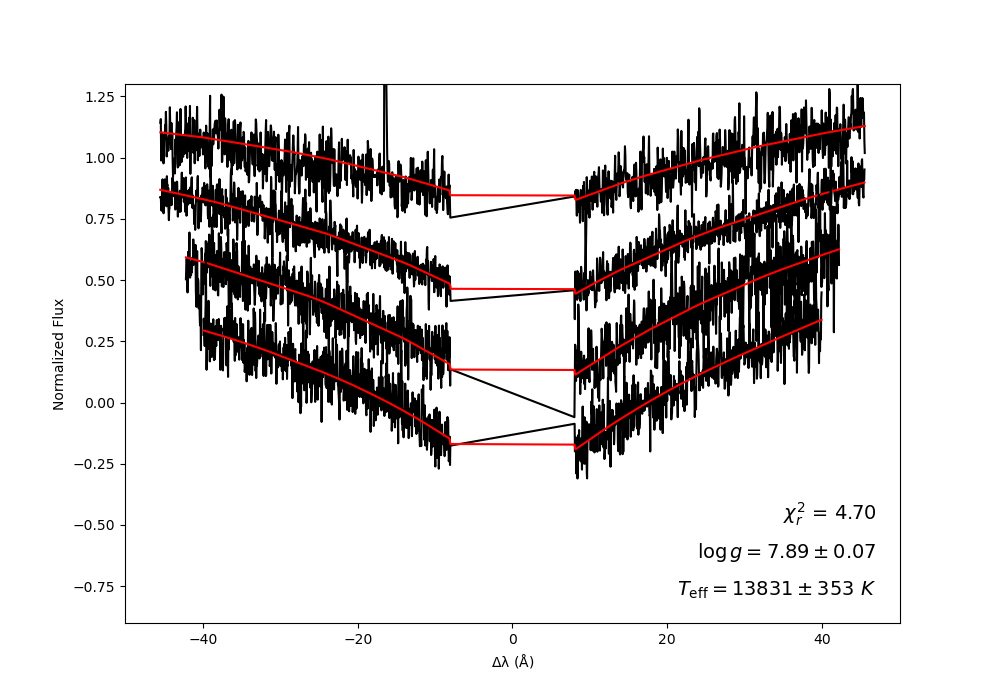 1.25
1.00
0.75
0.50
0.25
0.00
−0.25
−0.50
−0.75
Normalized Flux
χ²ᵣ = 4.70
log g = 7.89 ± 0.07
T_eff = 13831 ± 353 K
−40
−20
0
20
40
Δλ (Å)